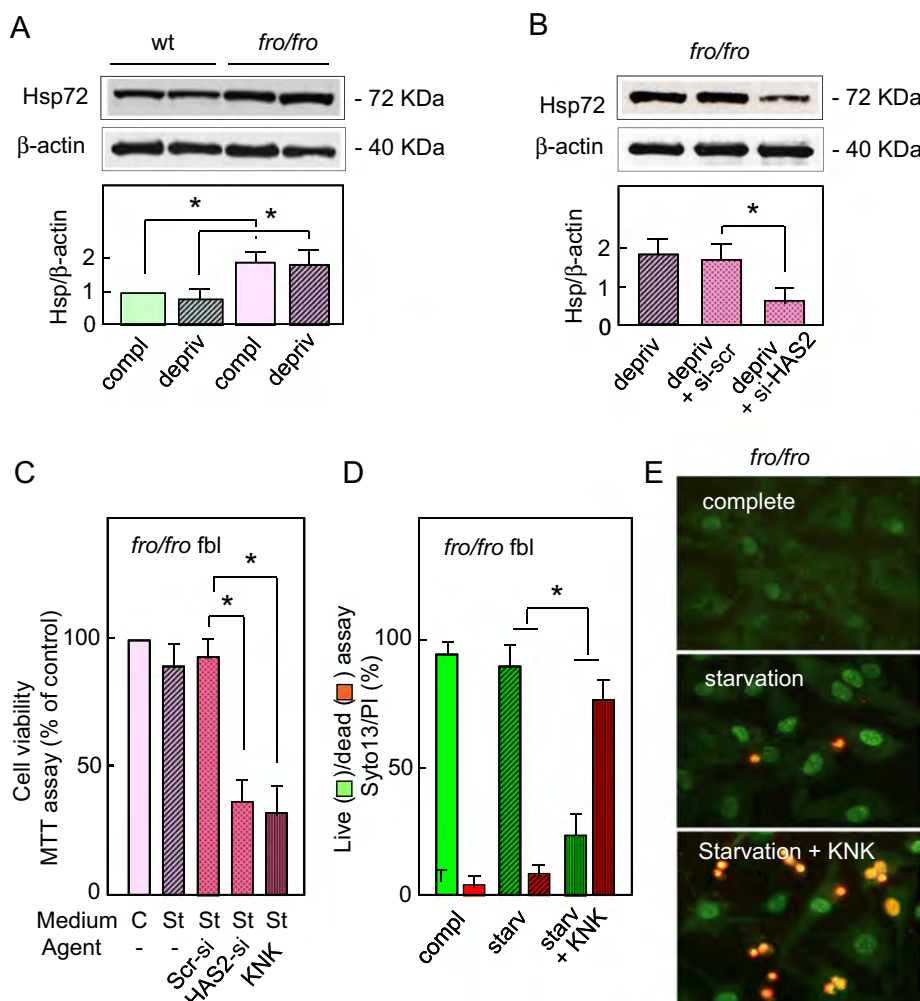 A
wt fro/fro
Hsp72 - 72 KDa
β-actin - 40 KDa
Hsp/β-actin
2
1
0
* *
compl depriv compl depriv
B
fro/fro
Hsp72 - 72 KDa
β-actin - 40 KDa
Hsp/β-actin
2
1
0
*
depriv
depriv
+ si-scr
depriv
+ si-HAS2
C
fro/fro fbl
Cell viability
MTT assay (% of control)
100
50
0
*
*
Medium C St St St St
Agent - - Scr-si HAS2-si KNK
D
fro/fro fbl
Live ( )/dead ( ) assay
Syto13/PI (%)
100
50
0
*
compl
starv
starv
+ KNK
E
fro/fro
complete
starvation
Starvation + KNK